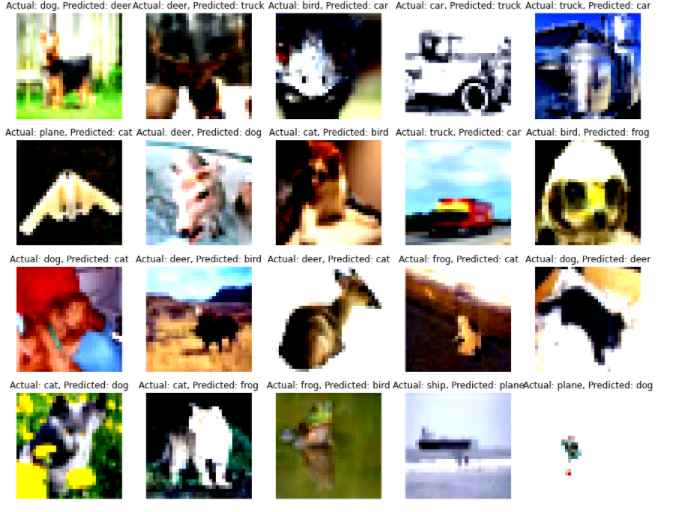 Actual: dog, Predicted: deer
Actual: deer, Predicted: truck
Actual: bird, Predicted: car
Actual: car, Predicted: truck
Actual: truck, Predicted: car
Actual: plane, Predicted: cat
Actual: deer, Predicted: dog
Actual: cat, Predicted: bird
Actual: truck, Predicted: car
Actual: bird, Predicted: frog
Actual: dog, Predicted: cat
Actual: deer, Predicted: bird
Actual: deer, Predicted: cat
Actual: frog, Predicted: cat
Actual: dog, Predicted: deer
Actual: cat, Predicted: dog
Actual: cat, Predicted: frog
Actual: frog, Predicted: bird
Actual: ship, Predicted: plane
Actual: plane, Predicted: dog